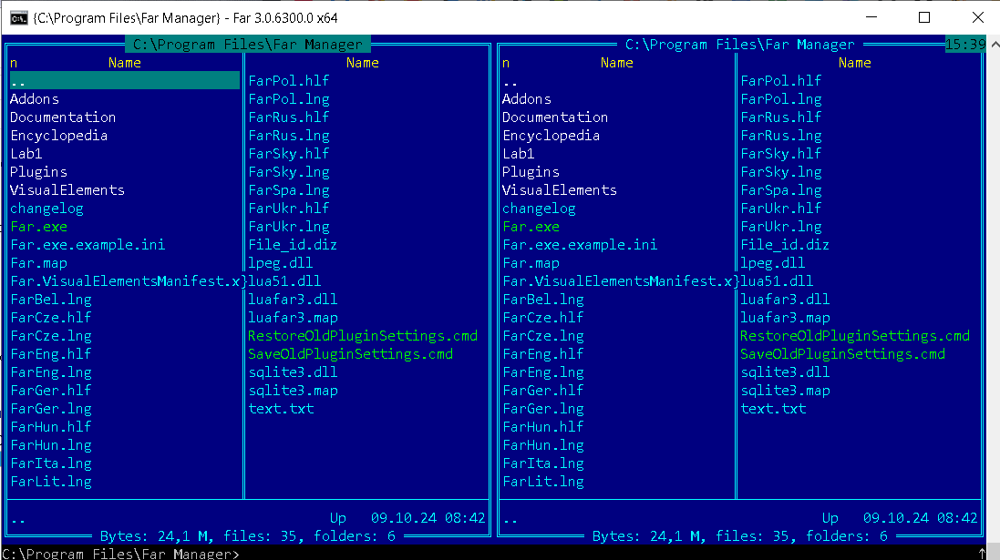 {C:\Program Files\Far Manager} - Far 3.0.6300.0 x64
C:\Program Files\Far Manager C:\Program Files\Far Manager 15:39
n Name Name n Name Name
.. FarPol.hlf .. FarPol.hlf
Addons FarPol.lng Addons FarPol.lng
Documentation FarRus.hlf Documentation FarRus.hlf
Encyclopedia FarRus.lng Encyclopedia FarRus.lng
Lab1 FarSky.hlf Lab1 FarSky.hlf
Plugins FarSky.lng Plugins FarSky.lng
VisualElements FarSpa.lng VisualElements FarSpa.lng
changelog FarUkr.hlf changelog FarUkr.hlf
Far.exe FarUkr.lng Far.exe FarUkr.lng
Far.exe.example.ini File_id.diz Far.exe.example.ini File_id.diz
Far.map lpeg.dll Far.map lpeg.dll
Far.VisualElementsManifest.x}lua51.dll Far.VisualElementsManifest.x}lua51.dll
FarBel.lng luafar3.dll FarBel.lng luafar3.dll
FarCze.hlf luafar3.map FarCze.hlf luafar3.map
FarCze.lng RestoreOldPluginSettings.cmd FarCze.lng RestoreOldPluginSettings.cmd
FarEng.hlf SaveOldPluginSettings.cmd FarEng.hlf SaveOldPluginSettings.cmd
FarEng.lng sqlite3.dll FarEng.lng sqlite3.dll
FarGer.hlf sqlite3.map FarGer.hlf sqlite3.map
FarGer.lng text.txt FarGer.lng text.txt
FarHun.hlf FarHun.hlf
FarHun.lng FarHun.lng
FarIta.lng FarIta.lng
FarLit.lng FarLit.lng
.. Up 09.10.24 08:42 .. Up 09.10.24 08:42
Bytes: 24,1 M, files: 35, folders: 6 Bytes: 24,1 M, files: 35, folders: 6
C:\Program Files\Far Manager>